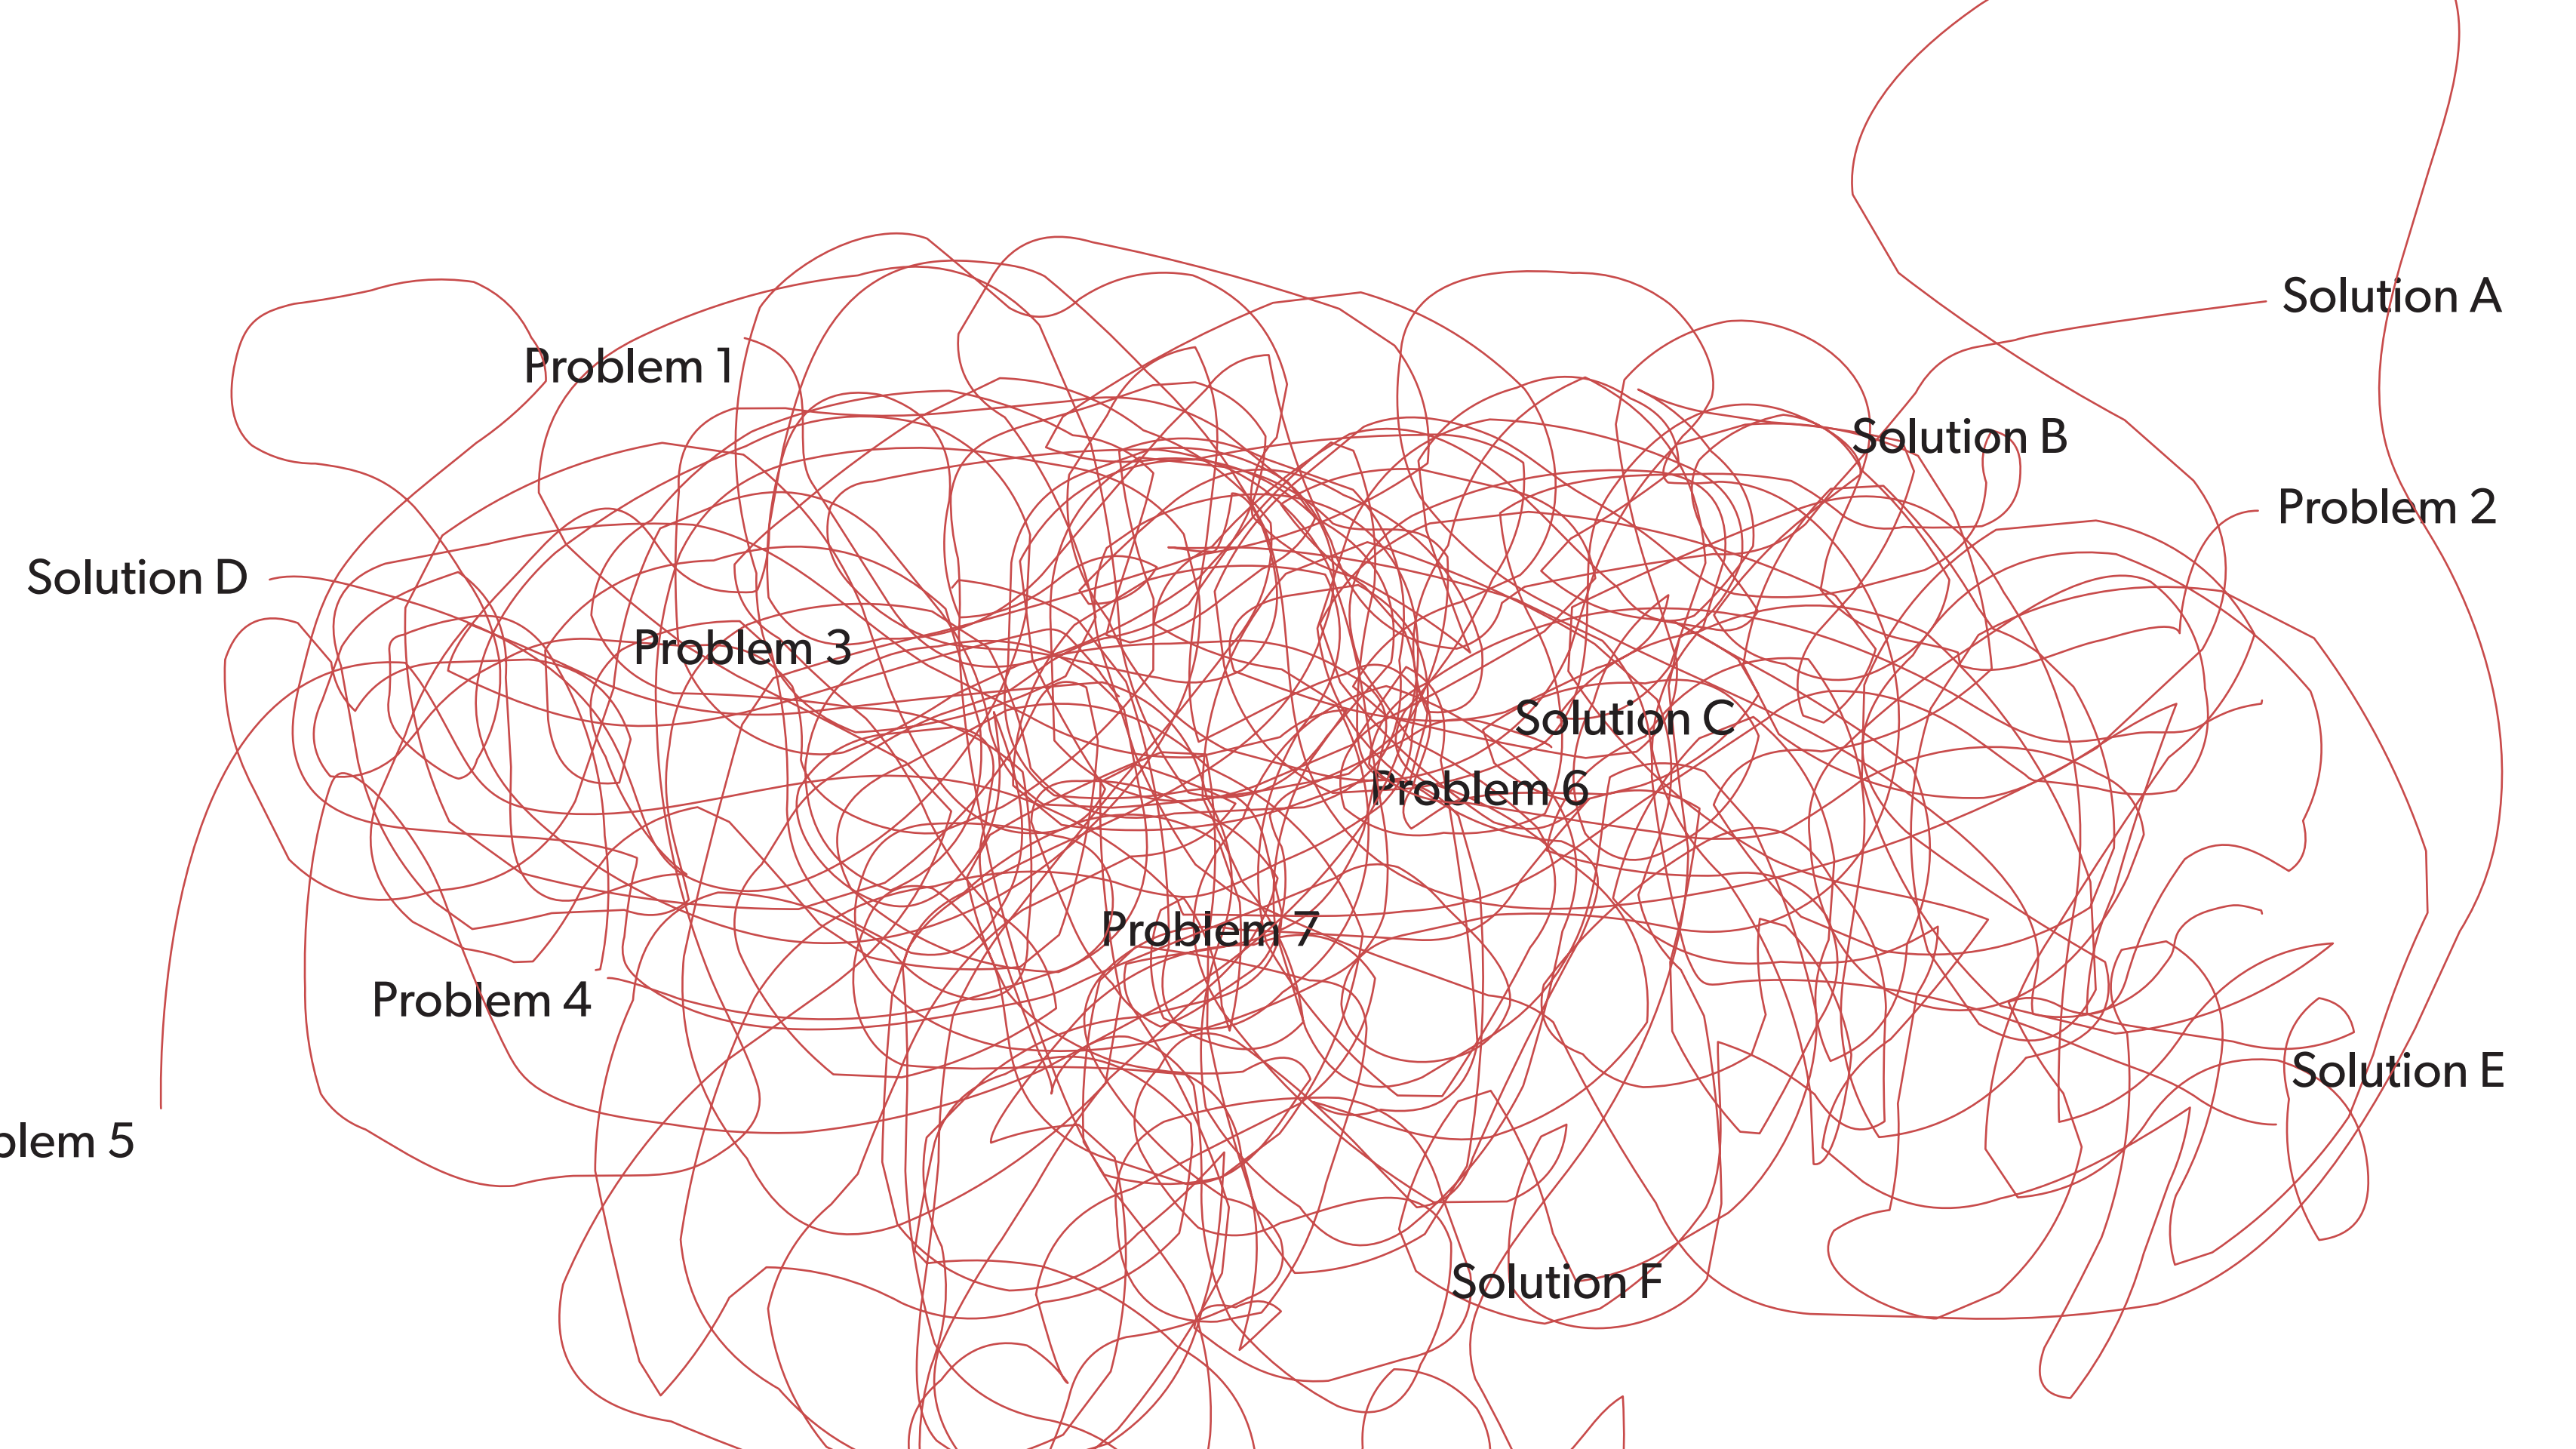 Solution A
Problem 1
Solution B
Problem 2
Solution D
Problem 3
Solution C
Problem 6
Problem 7
Problem 4
Solution E
blem 5
Solution F